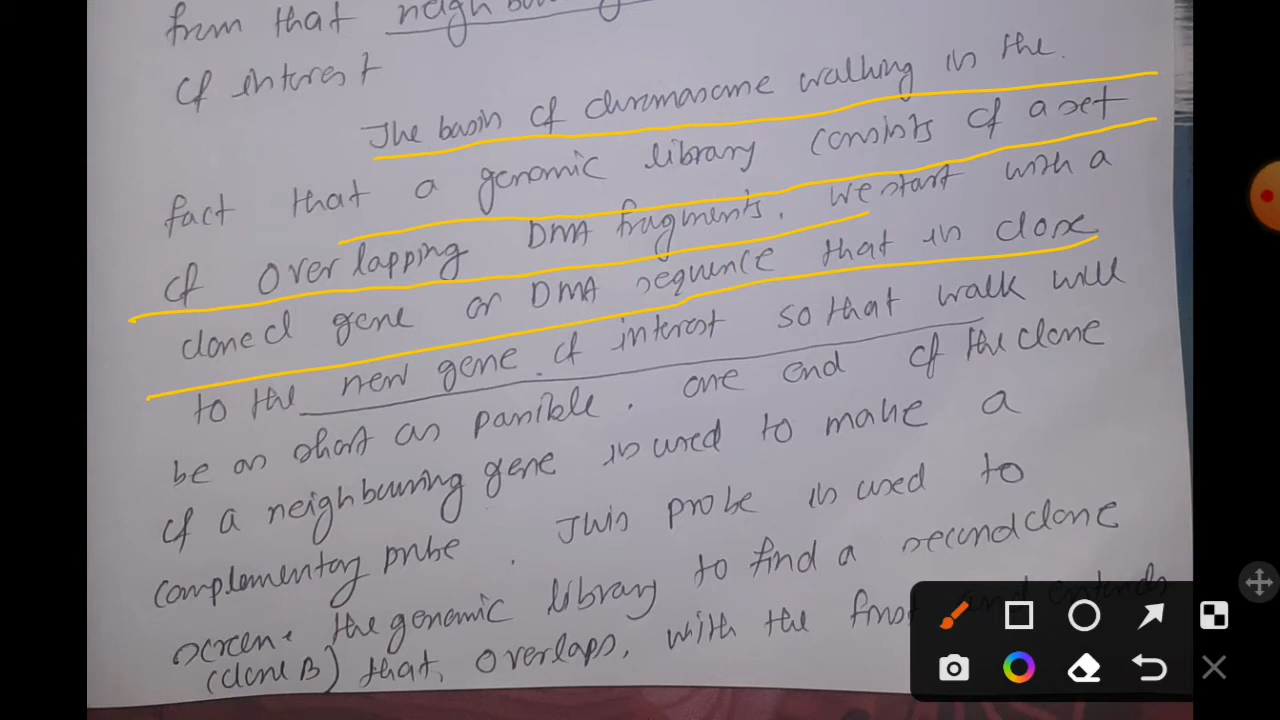 from that neighbouring
of interest
The basis of chromosome walking is the
fact that a genomic library consists of a set
of overlapping DNA fragments. We start with a
cloned gene or DNA sequence that is close
to the new gene of interest so that walk will
be as short as possible. one end of the clone
of a neighbouring gene is used to make a
complementary probe. This probe is used to
screen the genomic library to find a second clone
(clone B) that overlaps, with the first and extends